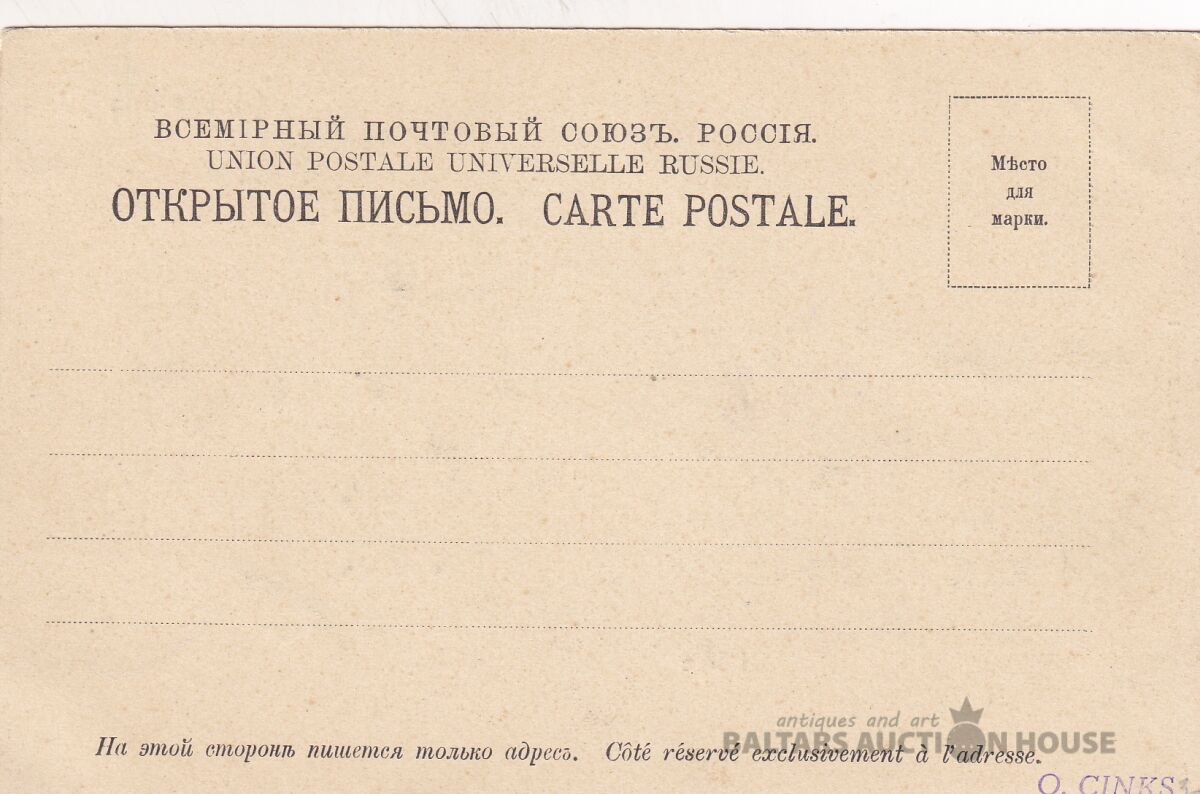 ВСЕМІРНЫЙ ПОЧТОВЫЙ СОЮЗЪ. РОССІЯ.
UNION POSTALE UNIVERSELLE RUSSIE.
ОТКРЫТОЕ ПИСЬМО. CARTE POSTALE.
Мѣсто
для
марки.
antiques and art
BALTARS AUCTION HOUSE
На этой сторонѣ пишется только адресъ. Côté réservé exclusivement à l'adresse.
O. CINKS